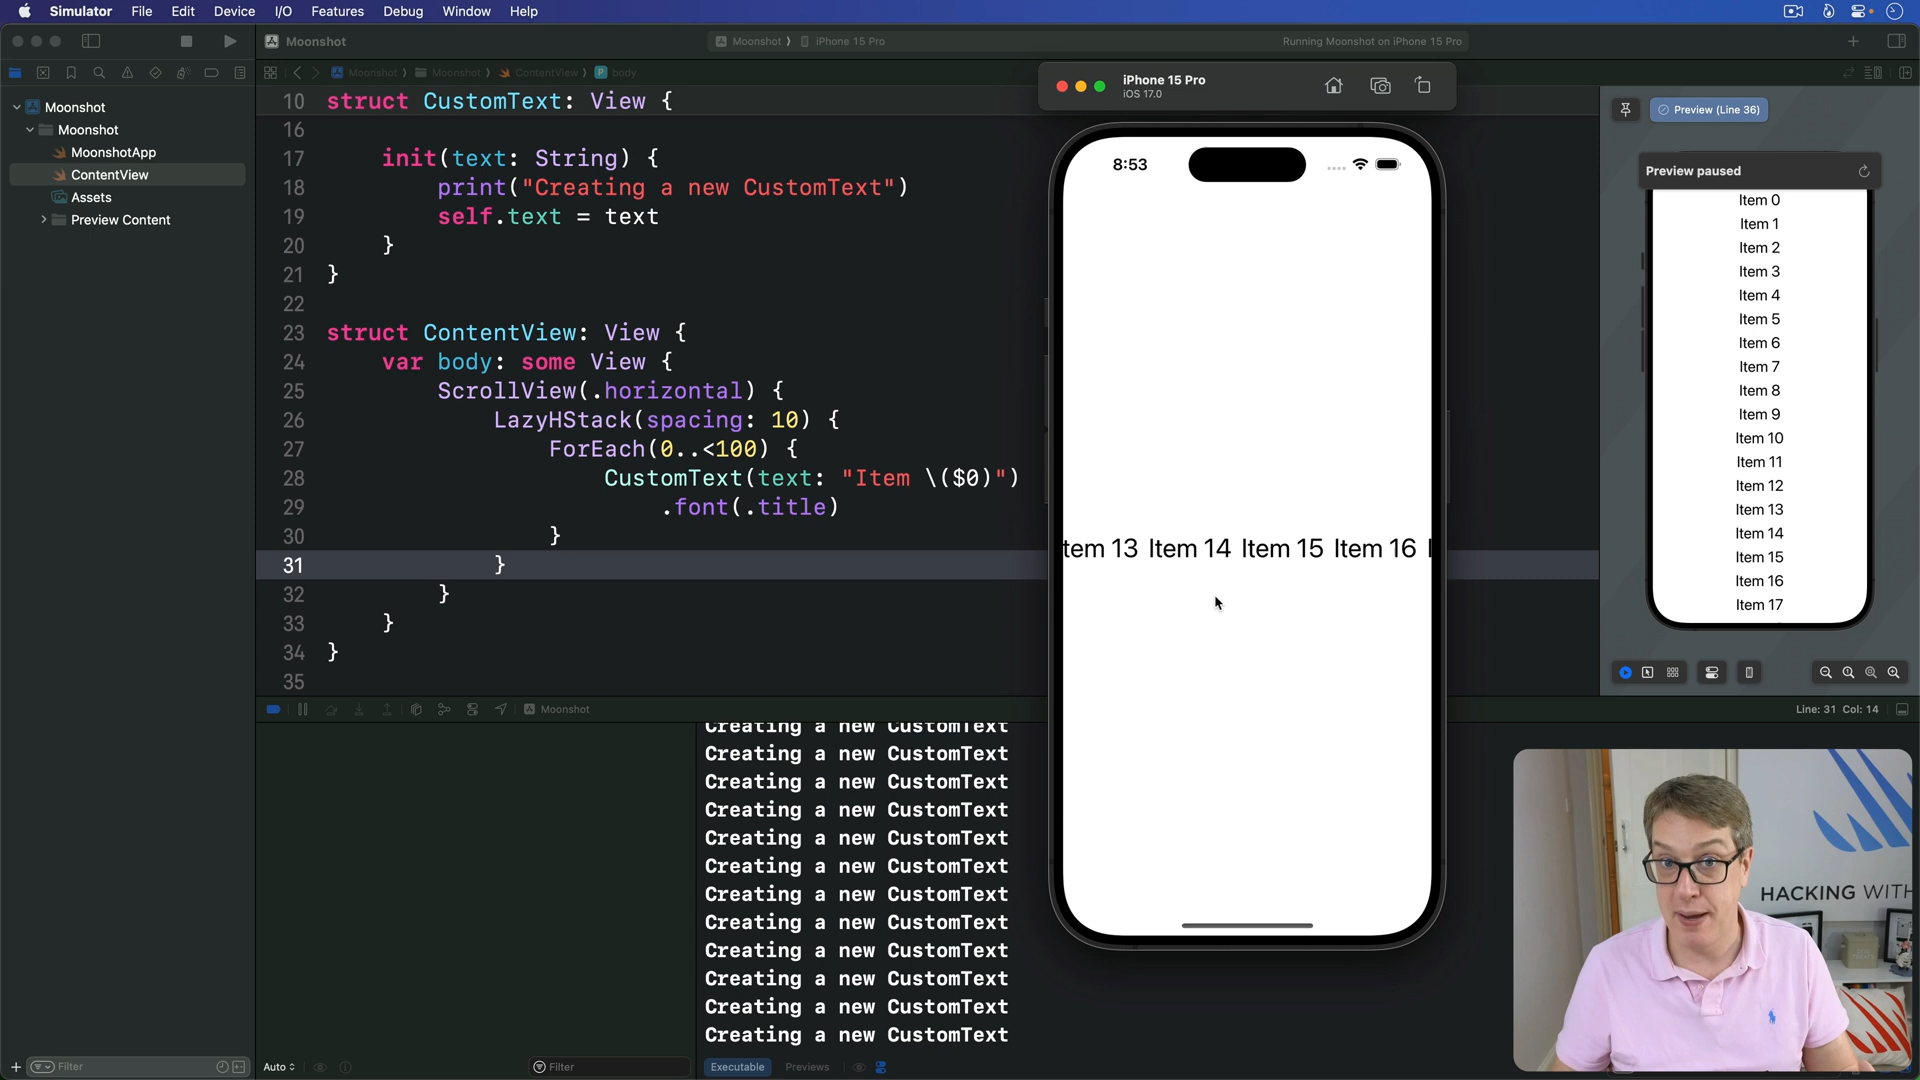 Simulator File Edit Device I/O Features Debug Window Help
Moonshot
Moonshot ⟩ iPhone 15 Pro
Running Moonshot on iPhone 15 Pro
Moonshot ⟩ Moonshot ⟩ ContentView ⟩ body
Moonshot
Moonshot
MoonshotApp
ContentView
Assets
Preview Content
Filter
10 struct CustomText: View {
16
17 init(text: String) {
18 print("Creating a new CustomText")
19 self.text = text
20 }
21 }
22
23 struct ContentView: View {
24 var body: some View {
25 ScrollView(.horizontal) {
26 LazyHStack(spacing: 10) {
27 ForEach(0..<100) {
28 CustomText(text: "Item \($0)")
29 .font(.title)
30 }
31 }
32 }
33 }
34 }
35
iPhone 15 Pro
iOS 17.0
8:53
tem 13 Item 14 Item 15 Item 16 I
Preview (Line 36)
Preview paused
Item 0
Item 1
Item 2
Item 3
Item 4
Item 5
Item 6
Item 7
Item 8
Item 9
Item 10
Item 11
Item 12
Item 13
Item 14
Item 15
Item 16
Item 17
Moonshot
Line: 31 Col: 14
Creating a new CustomText
Creating a new CustomText
Creating a new CustomText
Creating a new CustomText
Creating a new CustomText
Creating a new CustomText
Creating a new CustomText
Creating a new CustomText
Creating a new CustomText
Creating a new CustomText
Creating a new CustomText
Creating a new CustomText
Auto
Filter
Executable Previews
HACKING WITH